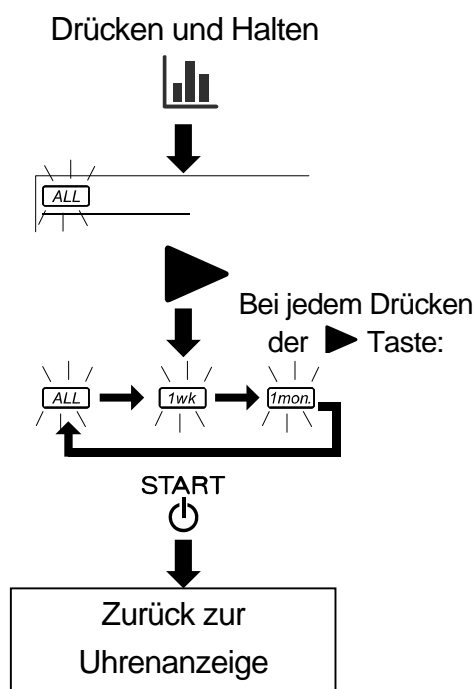 Drücken und Halten
ALL
Bei jedem Drücken
der ▶ Taste:
ALL 1wk 1mon.
START
Zurück zur
Uhrenanzeige